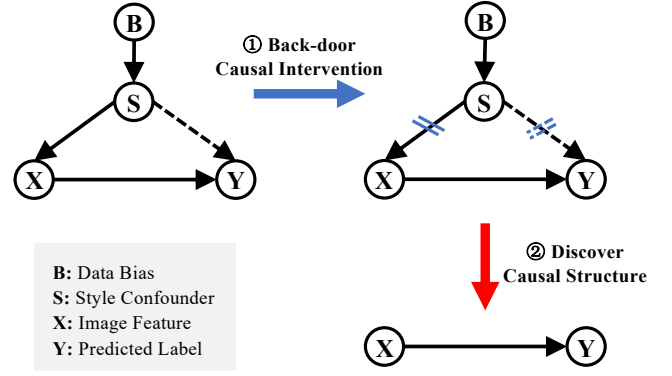 B
① Back-door
Causal Intervention
S
X
Y
B
S
X
Y
B: Data Bias
S: Style Confounder
X: Image Feature
Y: Predicted Label
② Discover
Causal Structure
X
Y